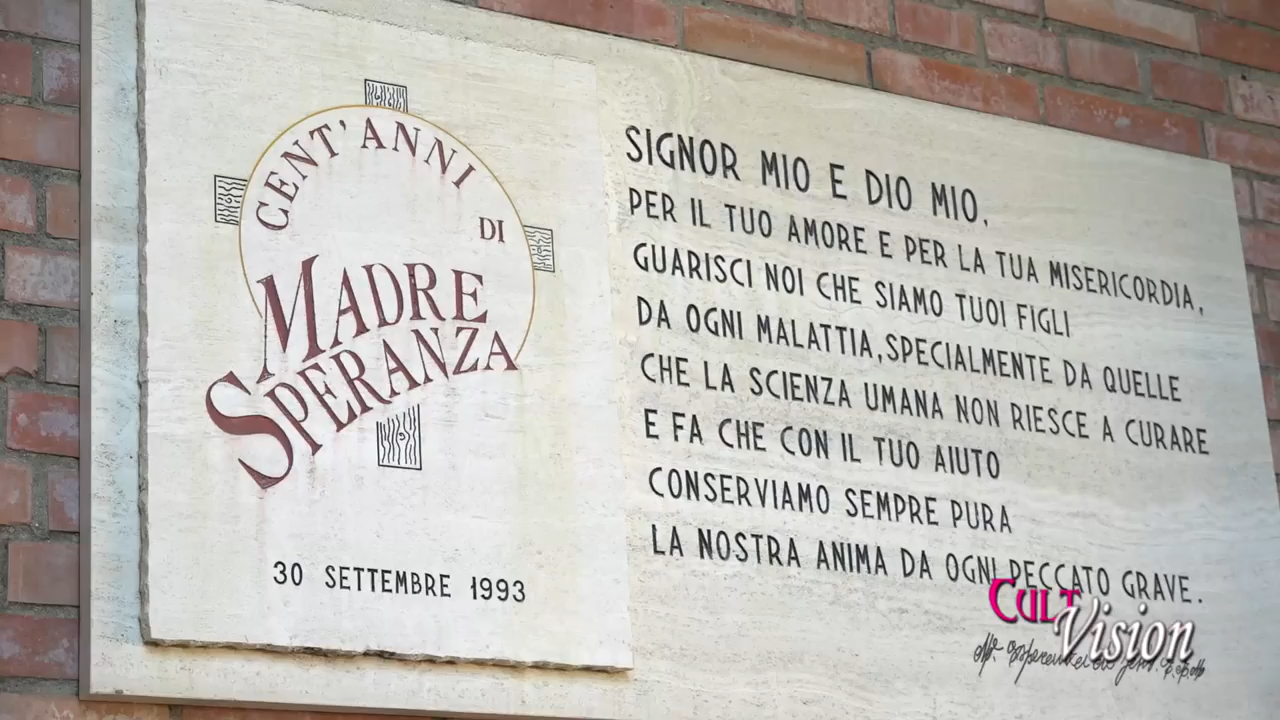 CENT'ANNI
DI
MADRE
SPERANZA
30 SETTEMBRE 1993
SIGNOR MIO E DIO MIO,
PER IL TUO AMORE E PER LA TUA MISERICORDIA,
GUARISCI NOI CHE SIAMO TUOI FIGLI
DA OGNI MALATTIA, SPECIALMENTE DA QUELLE
CHE LA SCIENZA UMANA NON RIESCE A CURARE
E FA CHE CON IL TUO AIUTO
CONSERVIAMO SEMPRE PURA
LA NOSTRA ANIMA DA OGNI PECCATO GRAVE.
CULT
Vision